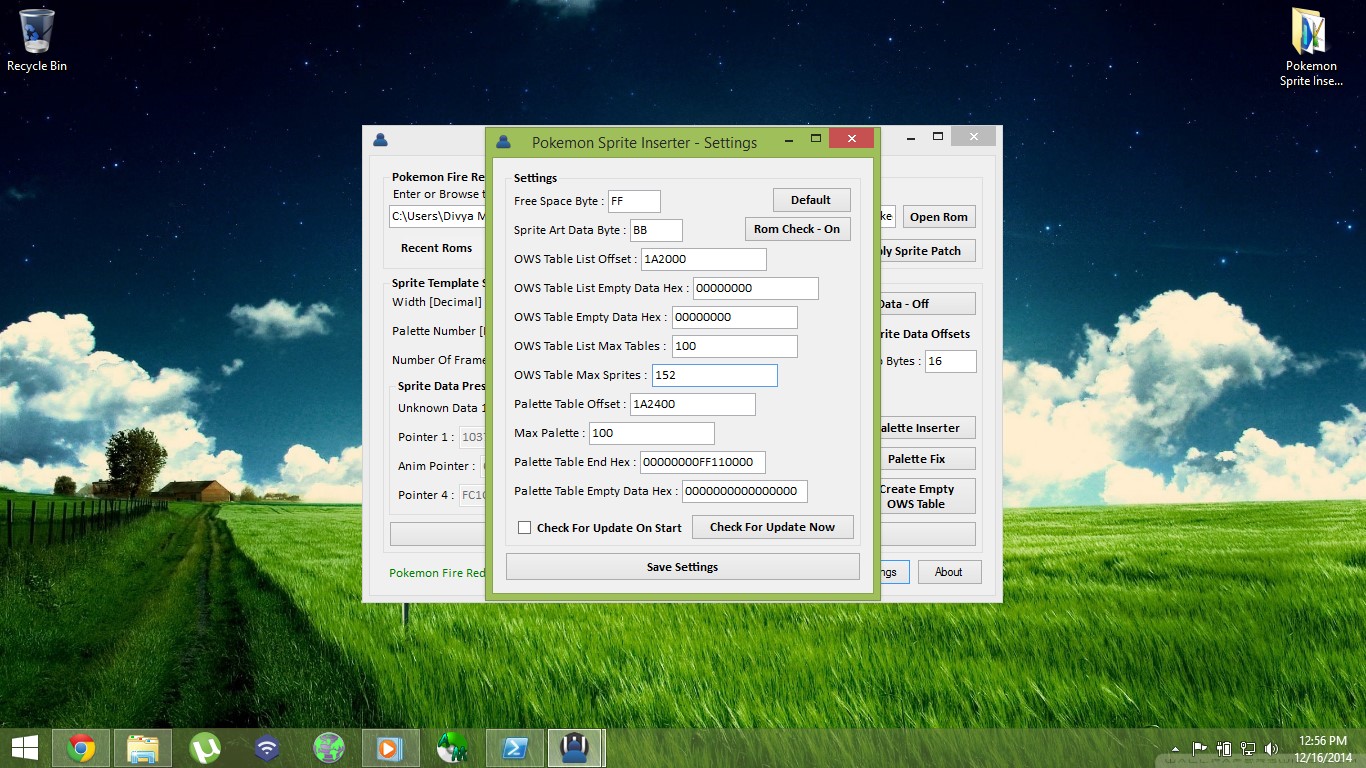 Recycle Bin
Pokemon
Sprite Inse...
Pokemon Sprite Inserter - Settings
Settings
Free Space Byte : FF
Default
Sprite Art Data Byte : BB
Rom Check - On
OWS Table List Offset : 1A2000
OWS Table List Empty Data Hex : 00000000
OWS Table Empty Data Hex : 00000000
OWS Table List Max Tables : 100
OWS Table Max Sprites : 152
Palette Table Offset : 1A2400
Max Palette : 100
Palette Table End Hex : 00000000FF110000
Palette Table Empty Data Hex : 0000000000000000
Check For Update On Start
Check For Update Now
Save Settings
Pokemon Fire Re
Enter or Browse t
C:\Users\Divya M
ke
Open Rom
Recent Roms
ply Sprite Patch
Sprite Template S
Width [Decimal]
Data - Off
Palette Number [
rite Data Offsets
Number Of Frame
Bytes : 16
Sprite Data Pres
Unknown Data 1
Pointer 1 : 103
alette Inserter
Anim Pointer :
Palette Fix
Pointer 4 : FC1
Create Empty
OWS Table
Pokemon Fire Red
ngs
About
12:56 PM
12/16/2014